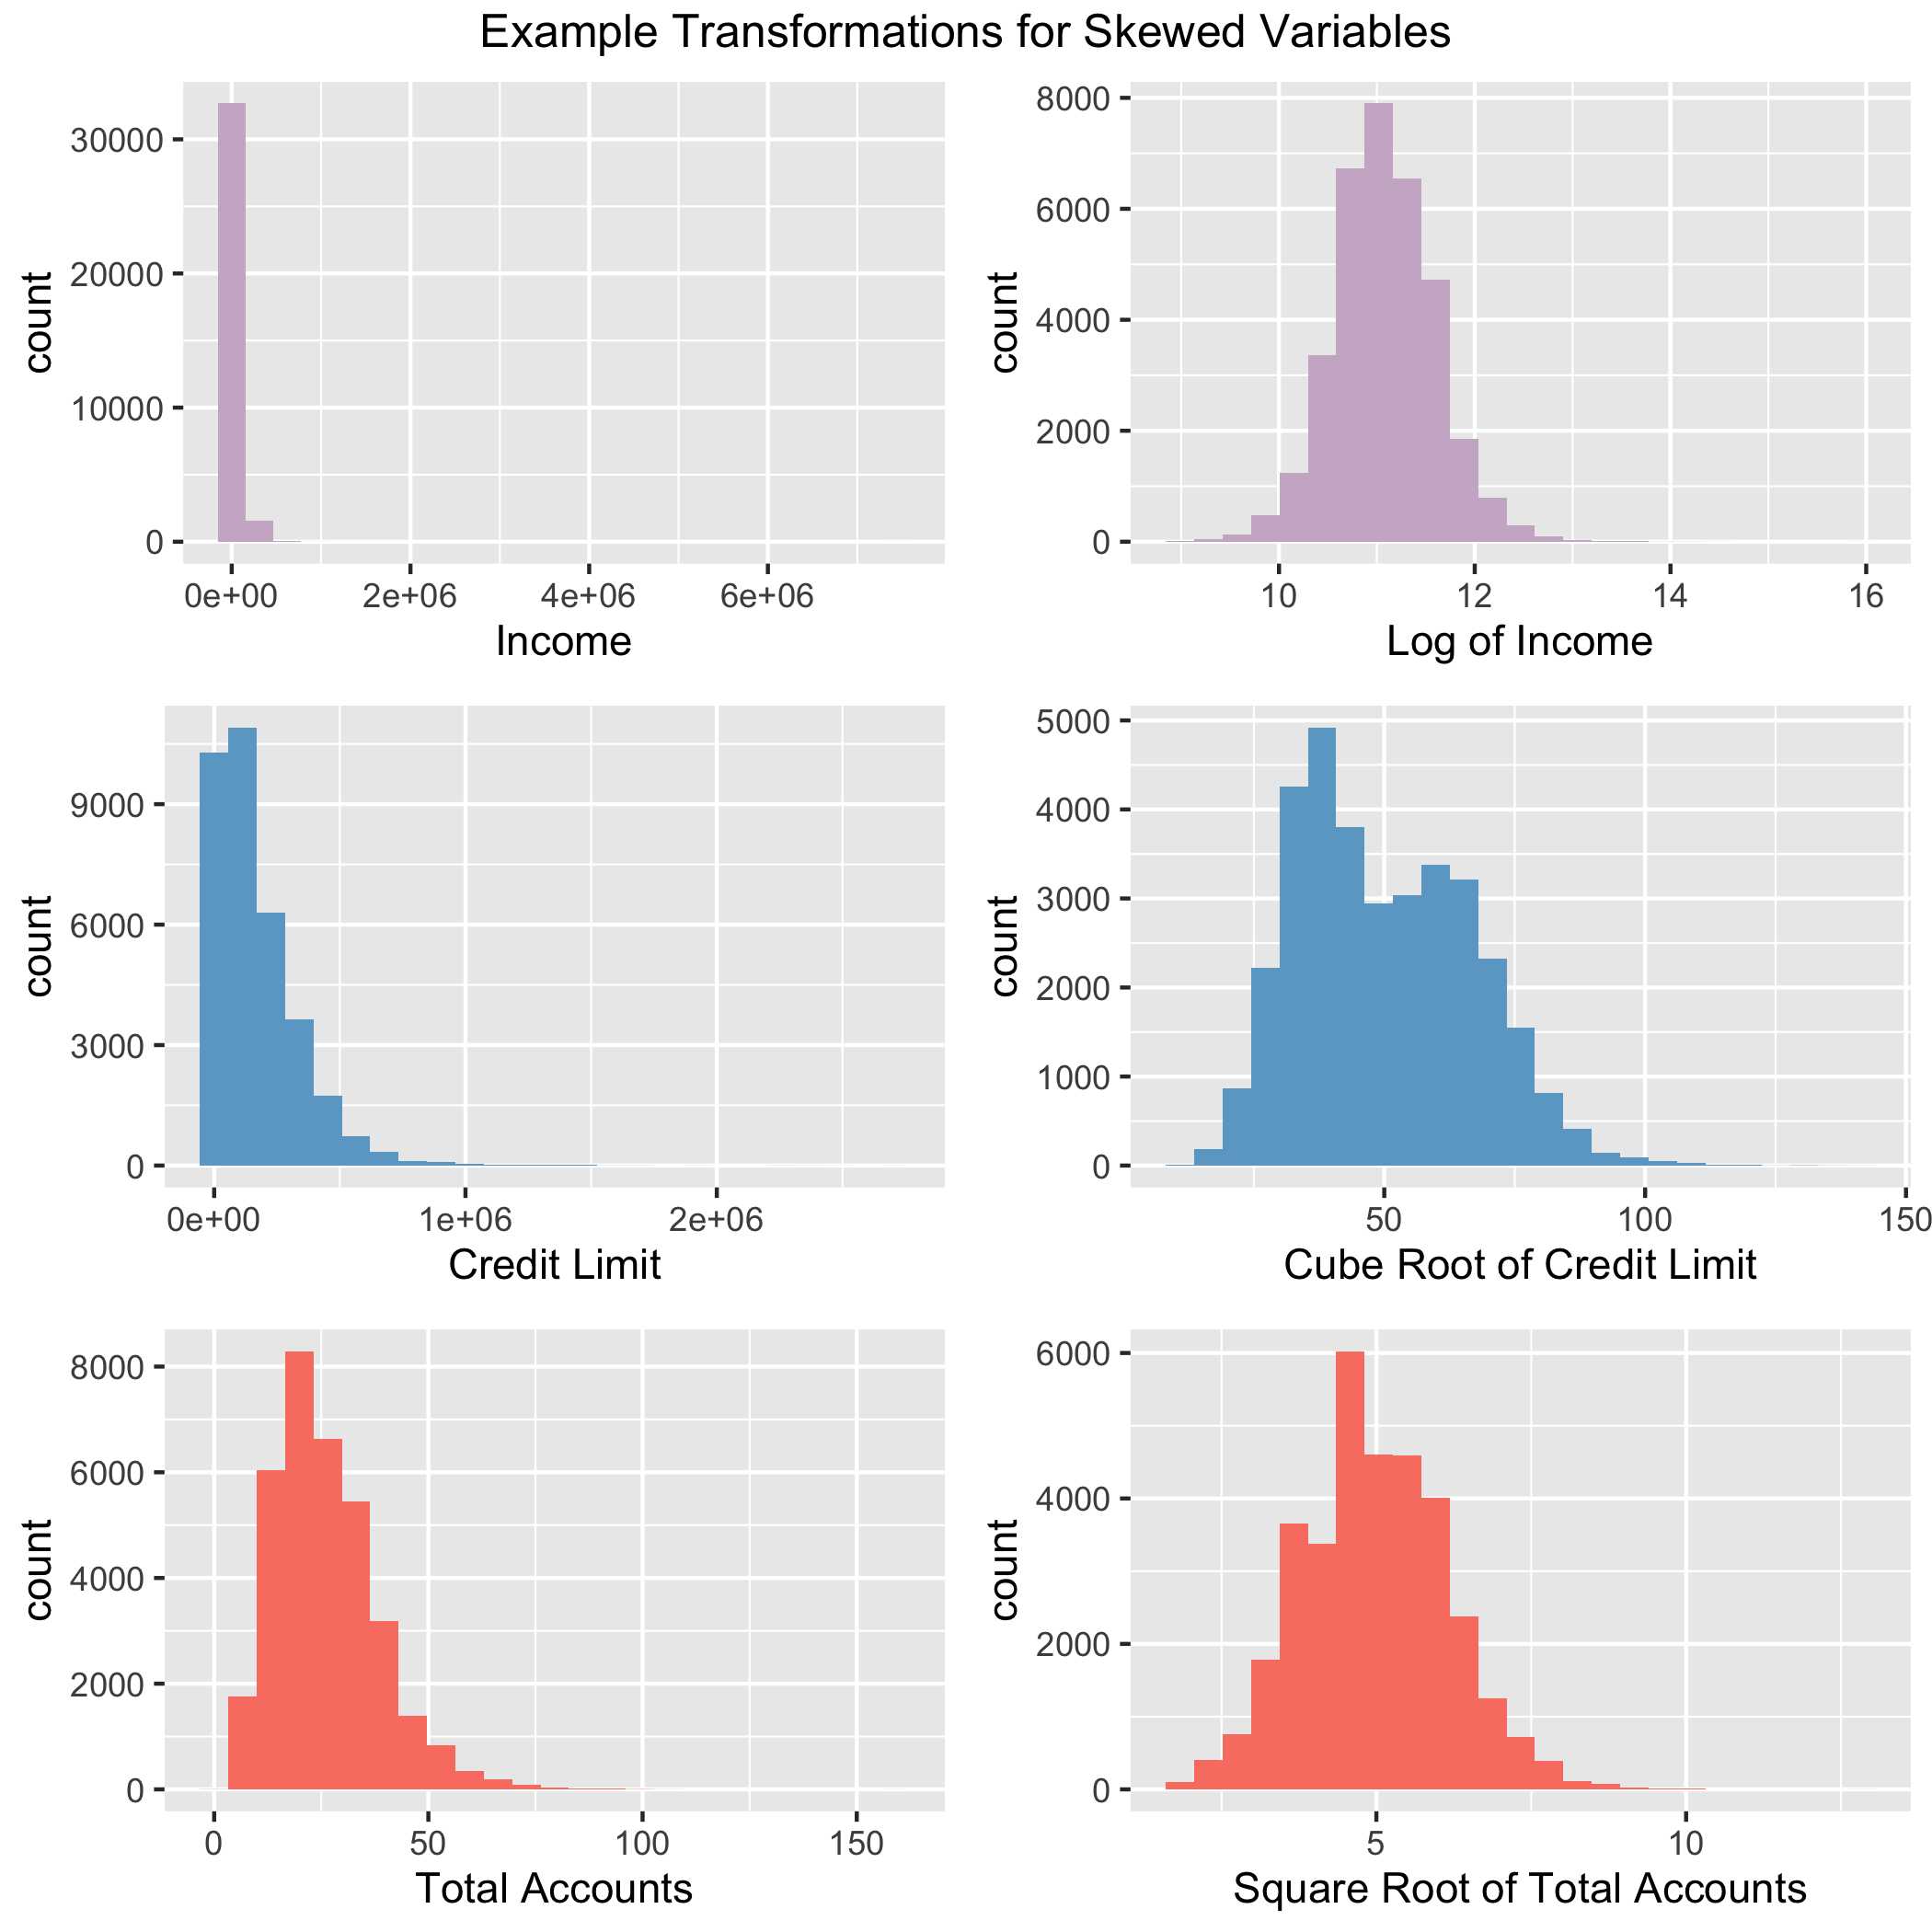 Example Transformations for Skewed Variables
count
30000
20000
10000
0
0e+00 2e+06 4e+06 6e+06
Income
count
8000
6000
4000
2000
0
10 12 14 16
Log of Income
count
9000
6000
3000
0
0e+00 1e+06 2e+06
Credit Limit
count
5000
4000
3000
2000
1000
0
50 100 150
Cube Root of Credit Limit
count
8000
6000
4000
2000
0
0 50 100 150
Total Accounts
count
6000
4000
2000
0
5 10
Square Root of Total Accounts